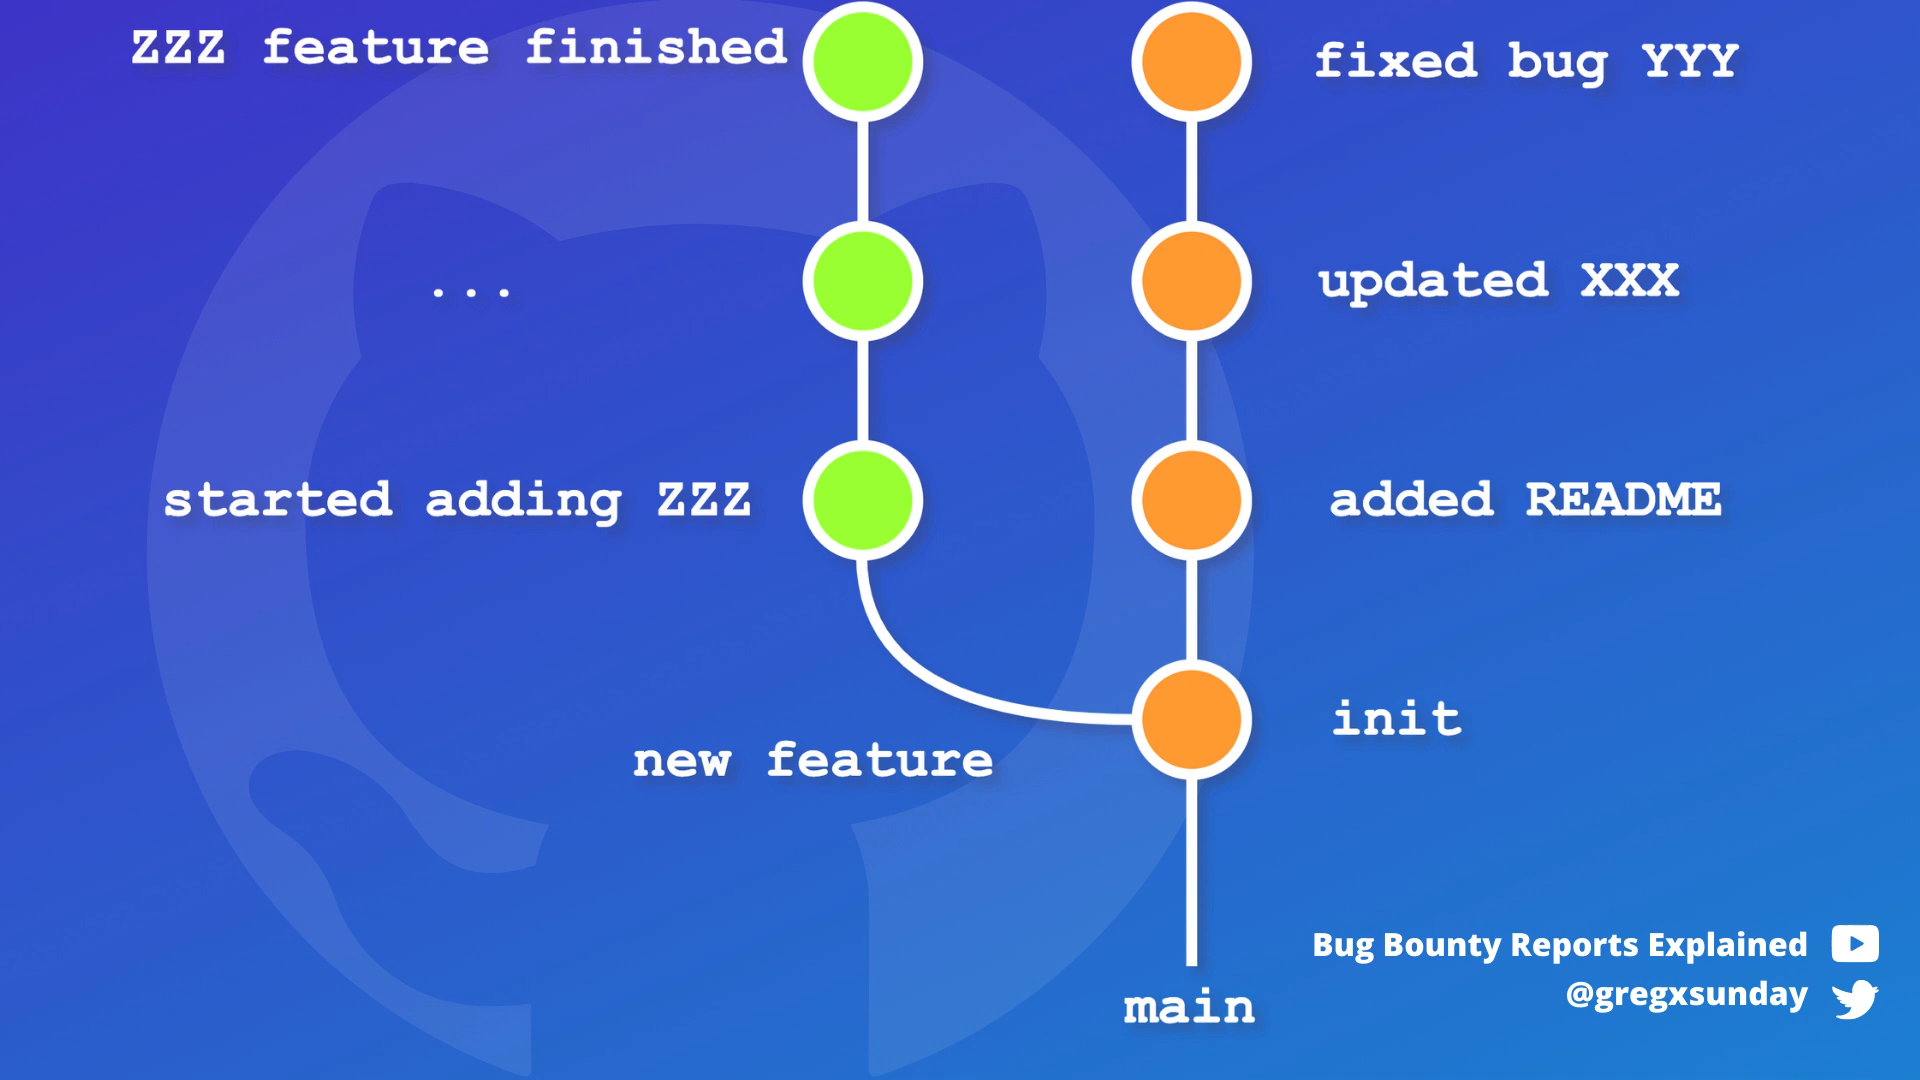 ZZZ feature finished
fixed bug YYY
...
updated XXX
started adding ZZZ
added README
init
new feature
Bug Bounty Reports Explained
@gregxsunday
main